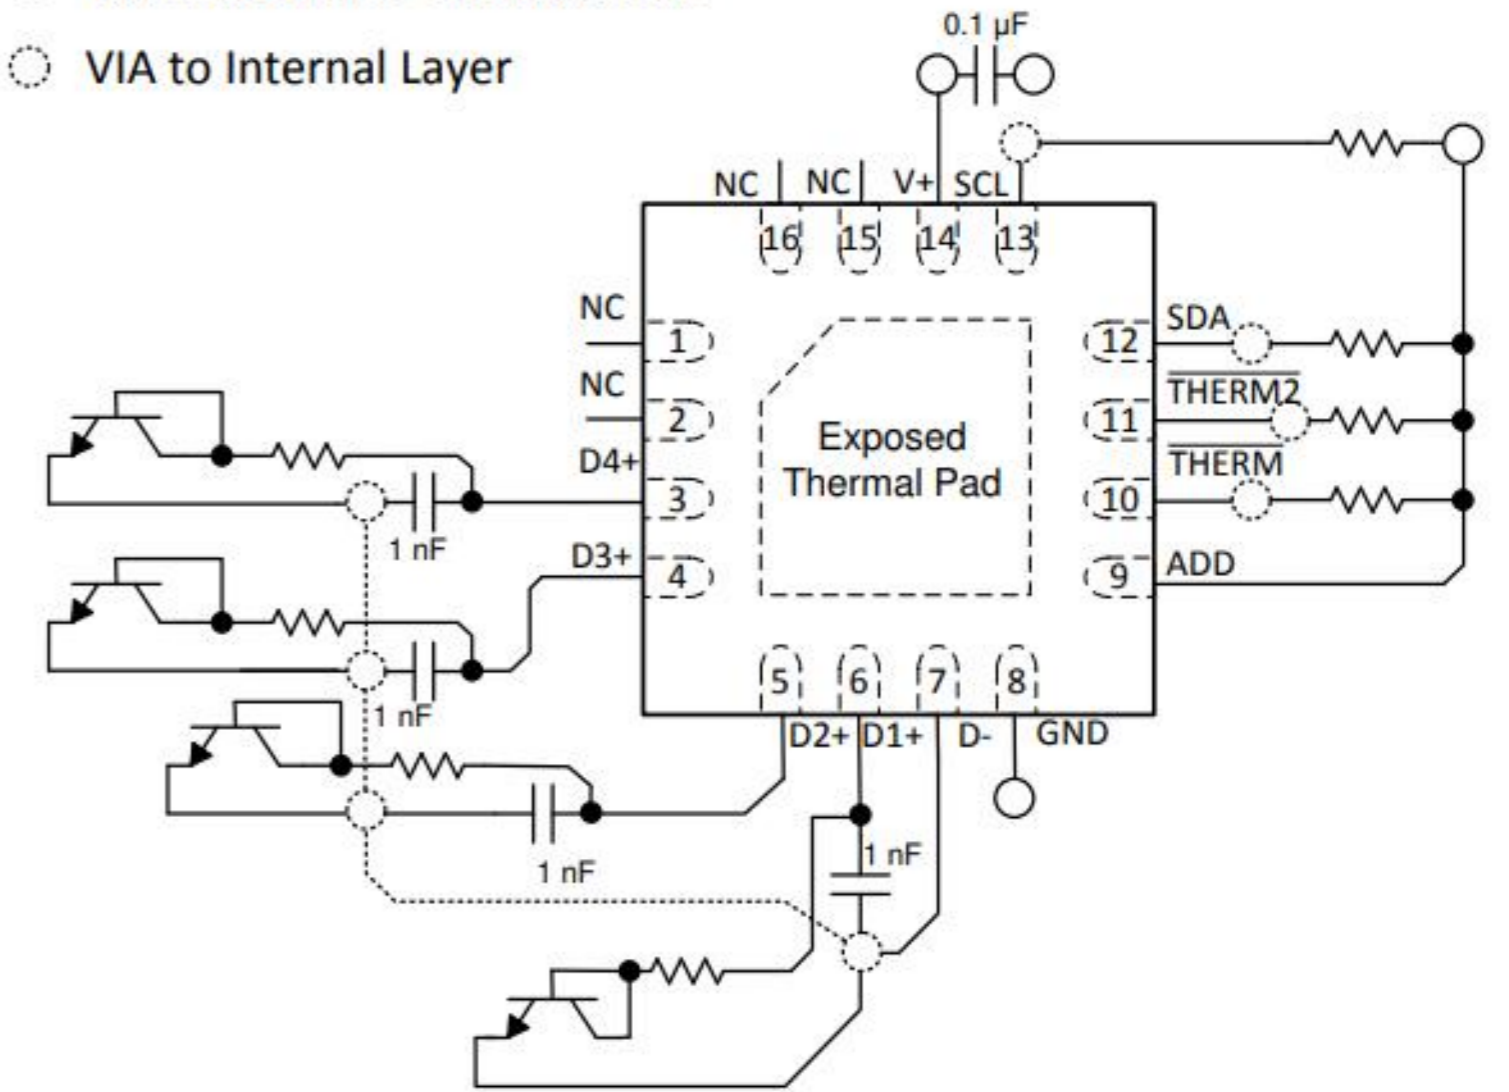 0.1 µF
VIA to Internal Layer
NC
NC
V+
SCL
16
15
14
13
NC
1
12
SDA
NC
2
11
THERM2
D4+
3
10
THERM
Exposed
Thermal Pad
1 nF
D3+
4
9
ADD
5
6
7
8
1 nF
D2+
D1+
D-
GND
1 nF
1 nF